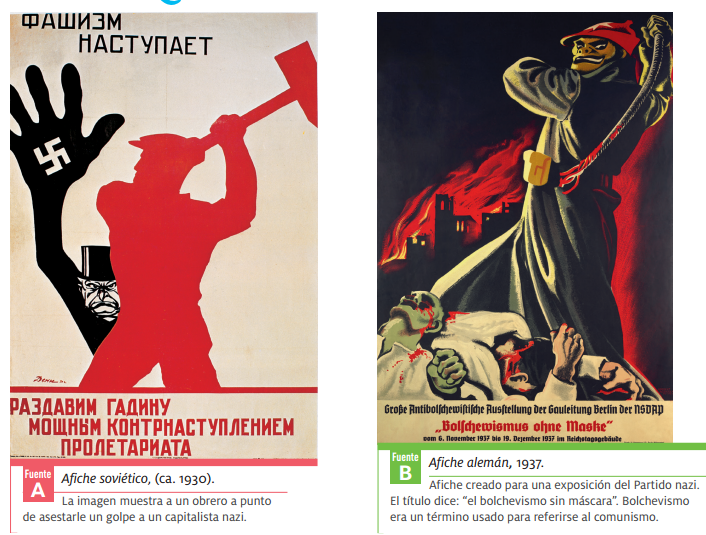 ФАШИЗМ
НАСТУПАЕТ
РАЗДАВИМ ГАДИНУ
МОЩНЫМ КОНТРНАСТУПЛЕНИЕМ
ПРОЛЕТАРИАТА
Fuente
A
Afiche soviético, (ca. 1930).
La imagen muestra a un obrero a punto
de asestarle un golpe a un capitalista nazi.
Große Antibolschewistische Ausstellung der Gauleitung Berlin der NSDAP
„Bolschewismus ohne Maske“
vom 6. November 1937 bis 19. Dezember 1937 im Reichstagsgebäude
Fuente
B
Afiche alemán, 1937.
Afiche creado para una exposición del Partido nazi.
El título dice: “el bolchevismo sin máscara”. Bolchevismo
era un término usado para referirse al comunismo.